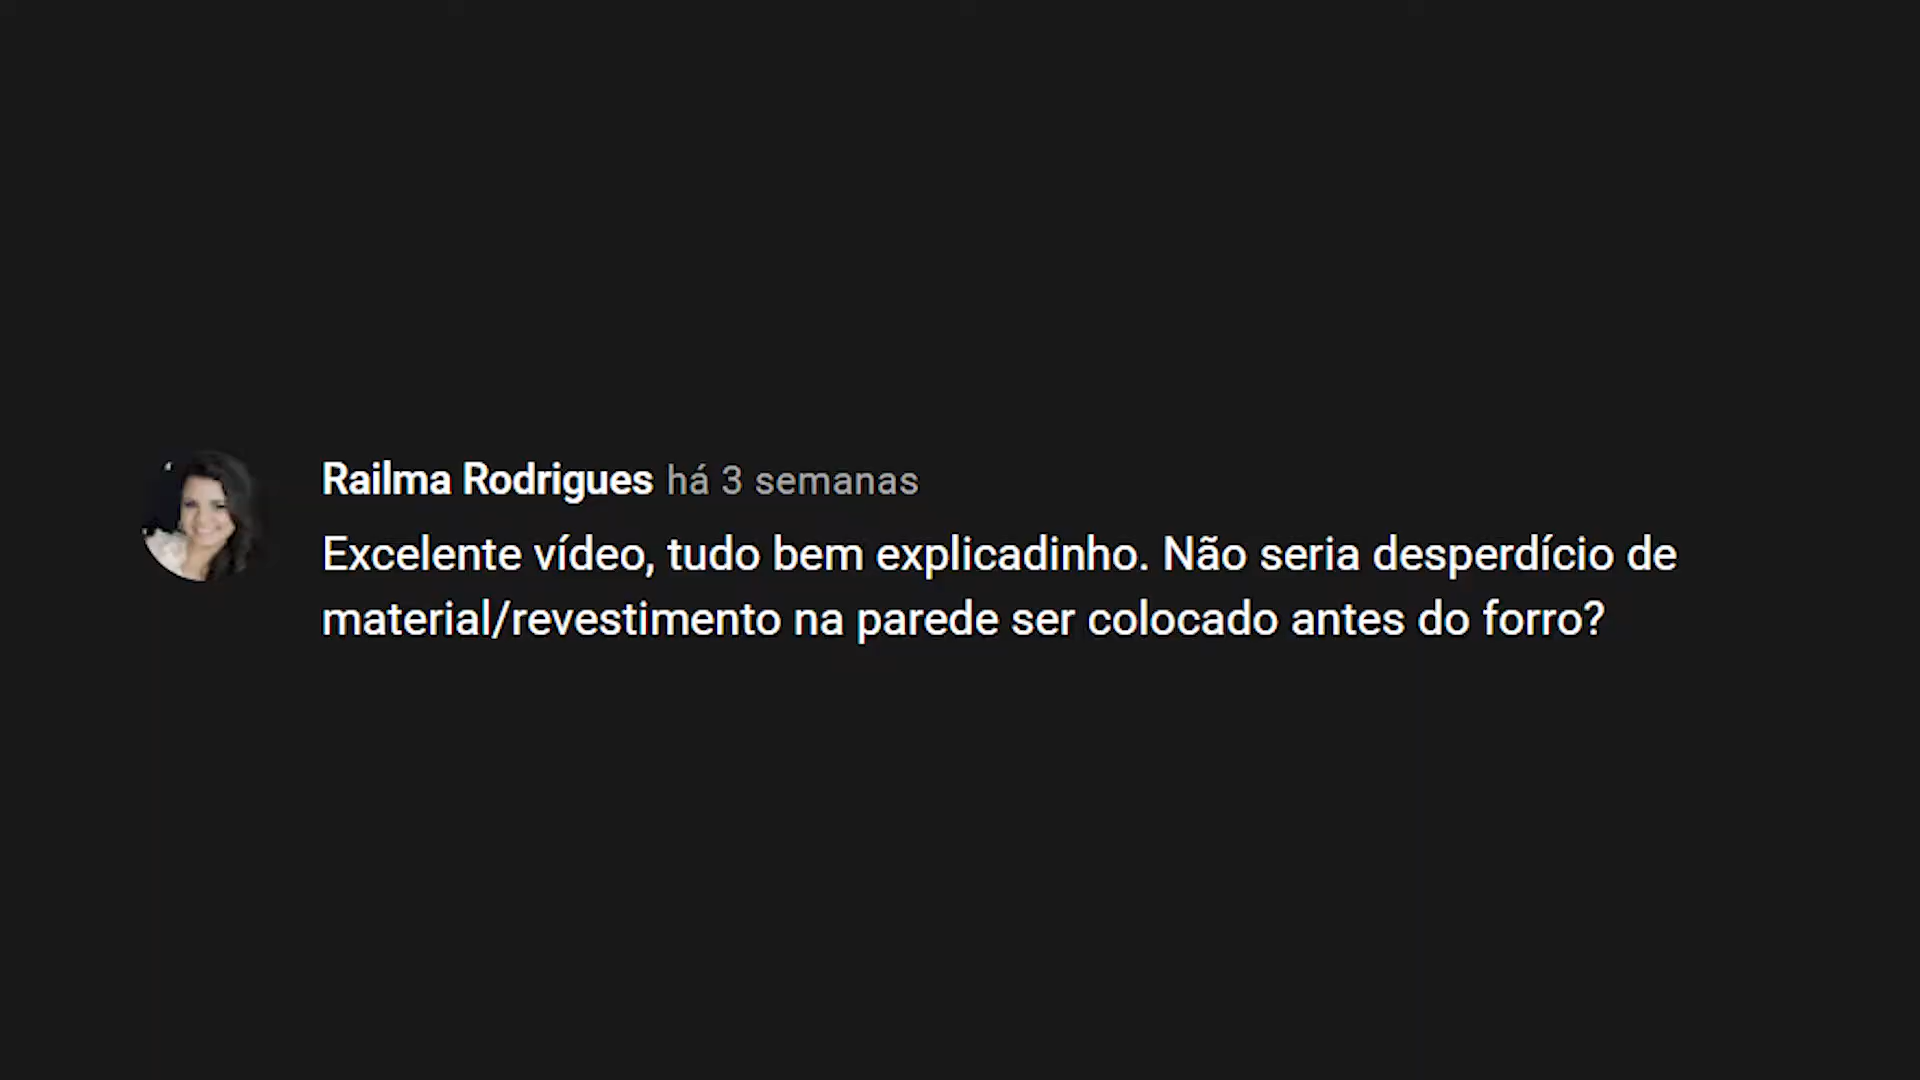 Railma Rodrigues há 3 semanas
Excelente vídeo, tudo bem explicadinho. Não seria desperdício de
material/revestimento na parede ser colocado antes do forro?